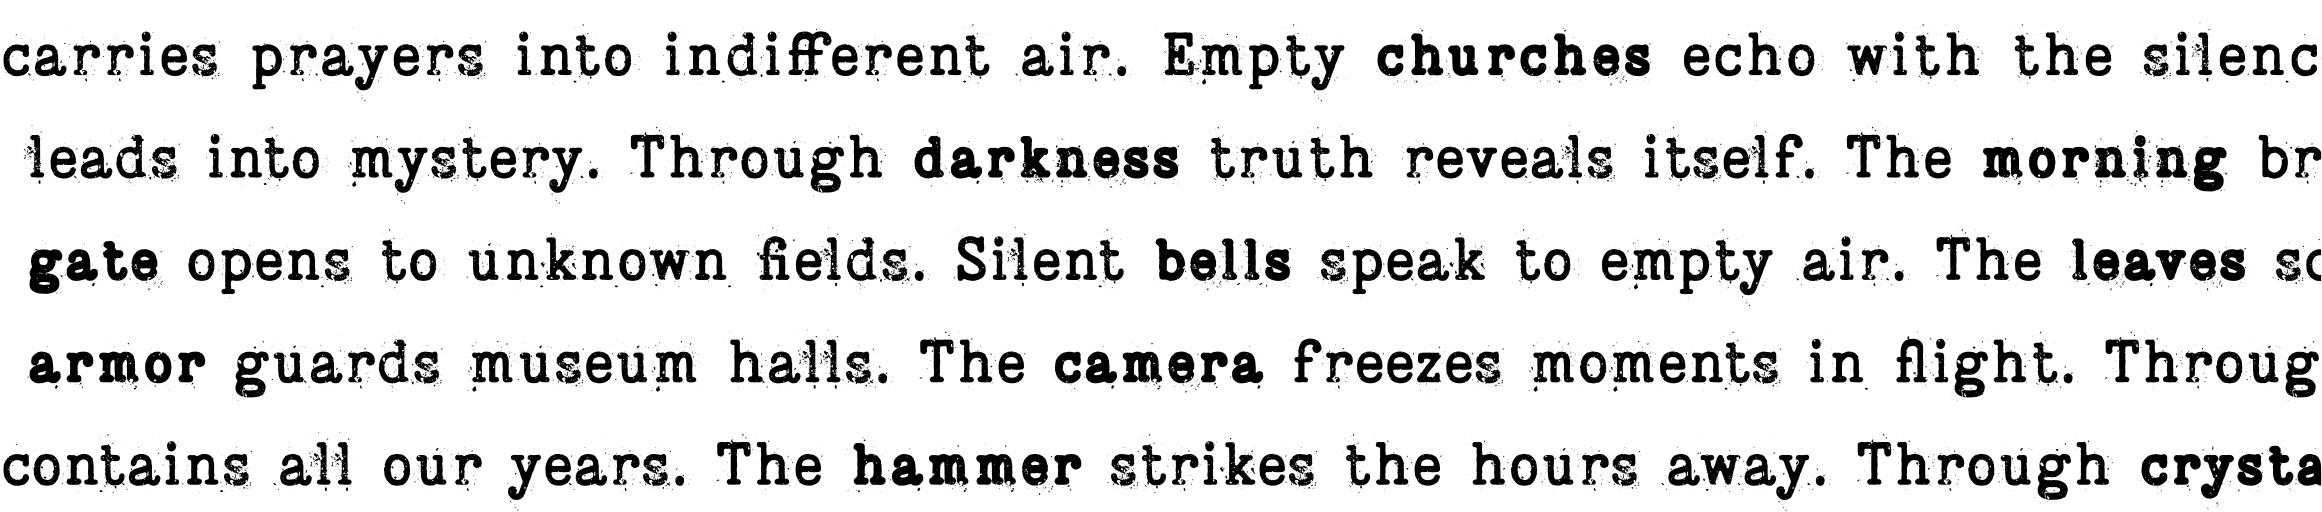 carries prayers into indifferent air. Empty churches echo with the silenc
leads into mystery. Through darkness truth reveals itself. The morning br
gate opens to unknown fields. Silent bells speak to empty air. The leaves sc
armor guards museum halls. The camera freezes moments in flight. Throug
contains all our years. The hammer strikes the hours away. Through crysta